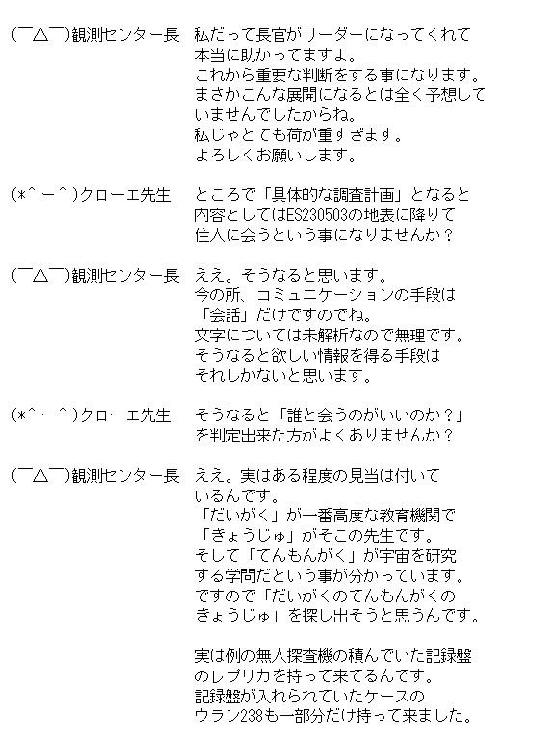 (￣△￣)観測センター長　私だって長官がリーダーになってくれて
本当に助かってますよ。
これから重要な判断をする事になります。
まさかこんな展開になるとは全く予想して
いませんでしたからね。
私じゃとても荷が重すぎます。
よろしくお願いします。
(*＾ー＾)クローエ先生　ところで「具体的な調査計画」となると
内容としてはES230503の地表に降りて
住人に会うという事になりませんか？
(￣△￣)観測センター長　ええ。そうなると思います。
今の所、コミュニケーションの手段は
「会話」だけですのでね。
文字については未解析なので無理です。
そうなると欲しい情報を得る手段は
それしかないと思います。
(*＾ー＾)クローエ先生　そうなると「誰と会うのがいいのか？」
を判定出来た方がよくありませんか？
(￣△￣)観測センター長　ええ。実はある程度の見当は付いて
いるんです。
「だいがく」が一番高度な教育機関で
「きょうじゅ」がそこの先生です。
そして「てんもんがく」が宇宙を研究
する学問だという事が分かっています。
ですので「だいがくのてんもんがくの
きょうじゅ」を探し出そうと思うんです。
実は例の無人探査機の積んでいた記録盤
のレプリカを持って来てるんです。
記録盤が入れられていたケースの
ウラン238も一部分だけ持って来ました。